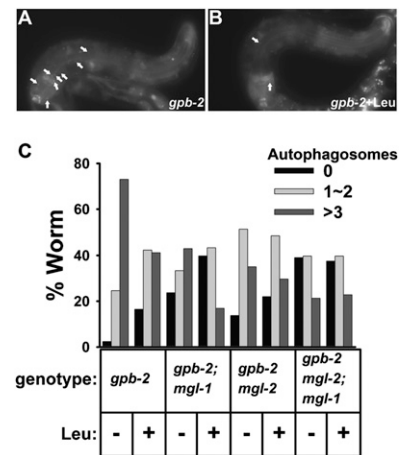 A
B
gpb-2
gpb-2+Leu
C
Autophagosomes
0
1~2
>3
80
60
40
20
0
% Worm
genotype:
gpb-2
gpb-2;
mgl-1
gpb-2
mgl-2
gpb-2
mgl-2;
mgl-1
Leu: - + - + - + - +